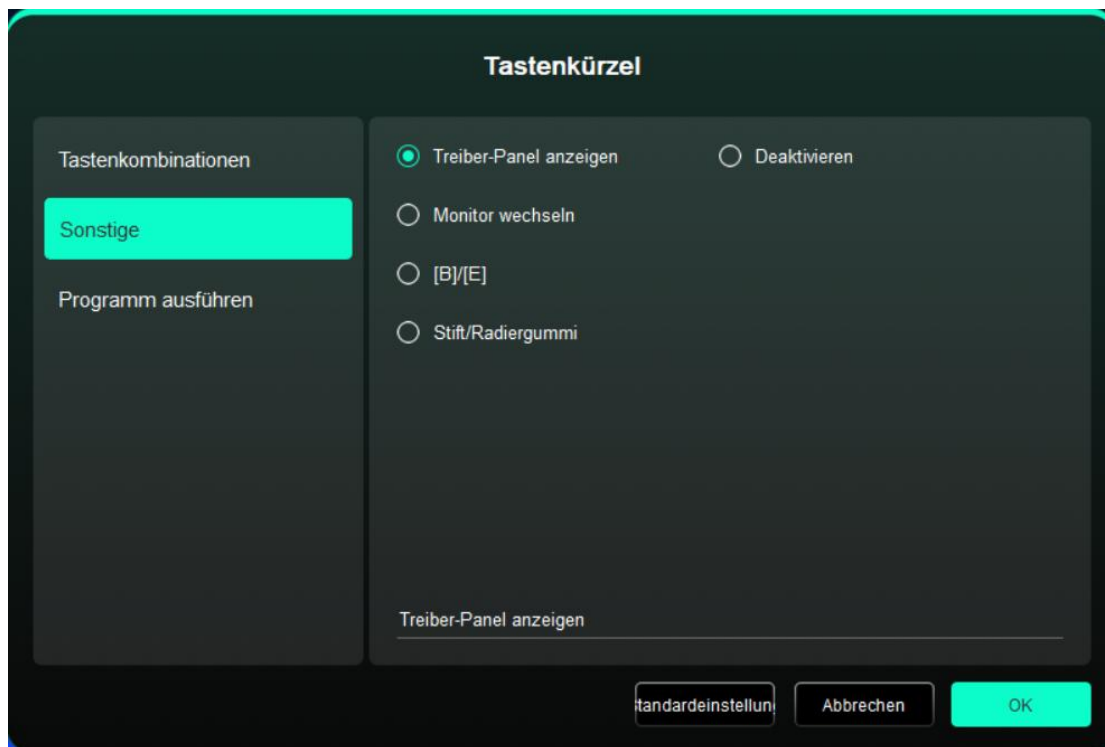 Tastenkürzel
Tastenkombinationen
Sonstige
Programm ausführen
Treiber-Panel anzeigen
Deaktivieren
Monitor wechseln
[B]/[E]
Stift/Radiergummi
Treiber-Panel anzeigen
tandardeinstellun
Abbrechen
OK